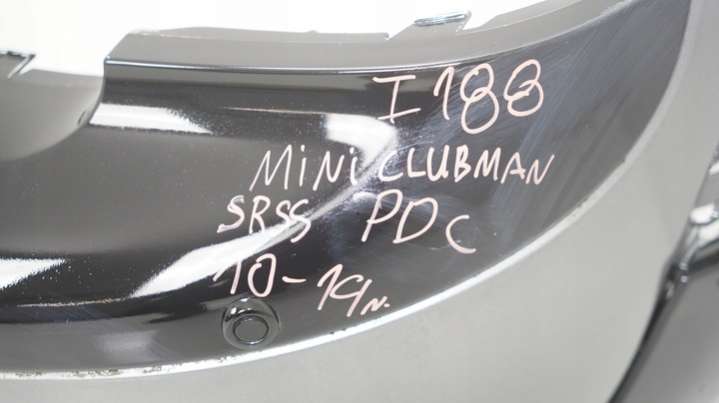 I188
MINI CLUBMAN
SRSS PDC
10-14r.